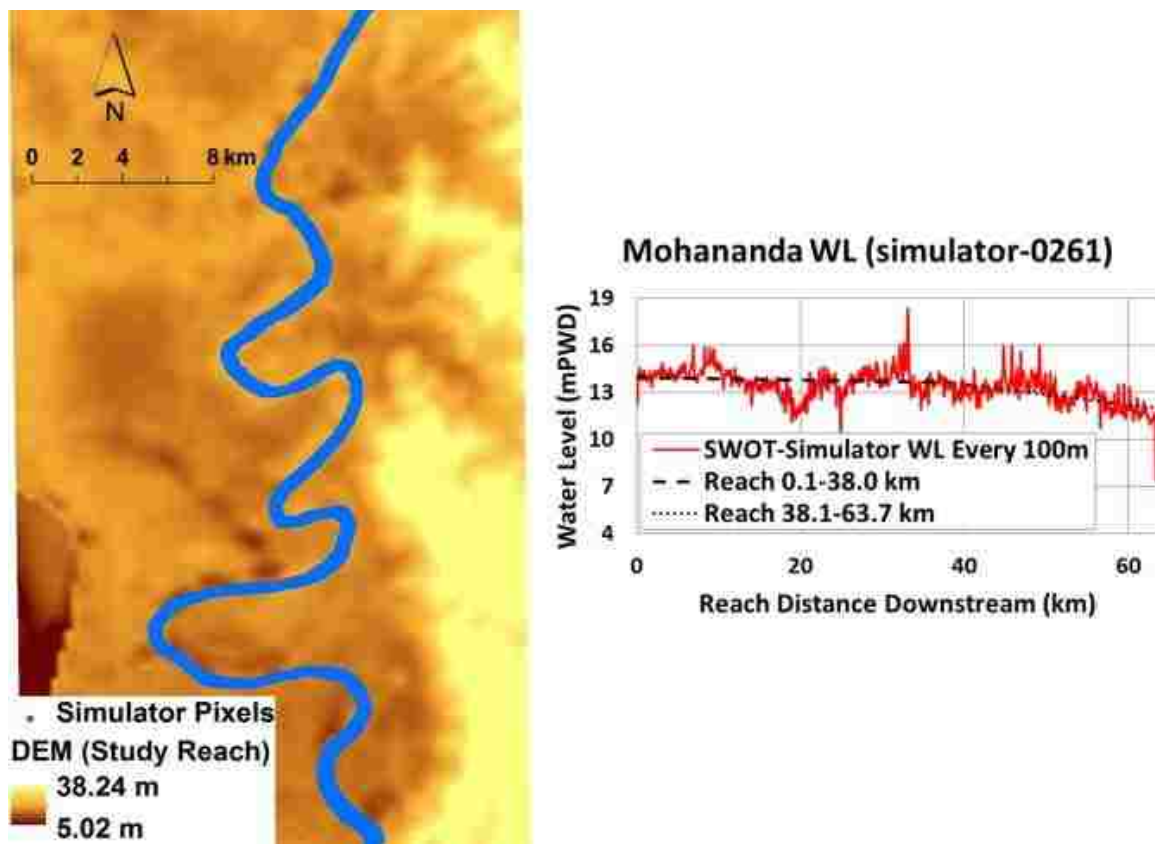 N
0 2 4 8 km
Simulator Pixels
DEM (Study Reach)
38.24 m
5.02 m
Mohananda WL (simulator-0261)
Water Level (mPWD)
19
16
13
10
7
4
SWOT-Simulator WL Every 100m
Reach 0.1-38.0 km
Reach 38.1-63.7 km
0 20 40 60
Reach Distance Downstream (km)